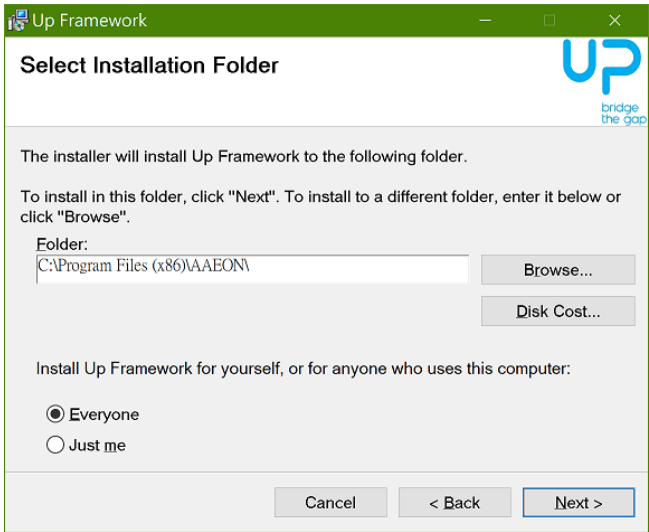 Up Framework
Select Installation Folder
UP
bridge
the gap
The installer will install Up Framework to the following folder.
To install in this folder, click "Next". To install to a different folder, enter it below or
click "Browse".
Folder:
C:\Program Files (x86)\AAEON\
Browse...
Disk Cost...
Install Up Framework for yourself, or for anyone who uses this computer:
Everyone
Just me
Cancel
< Back
Next >